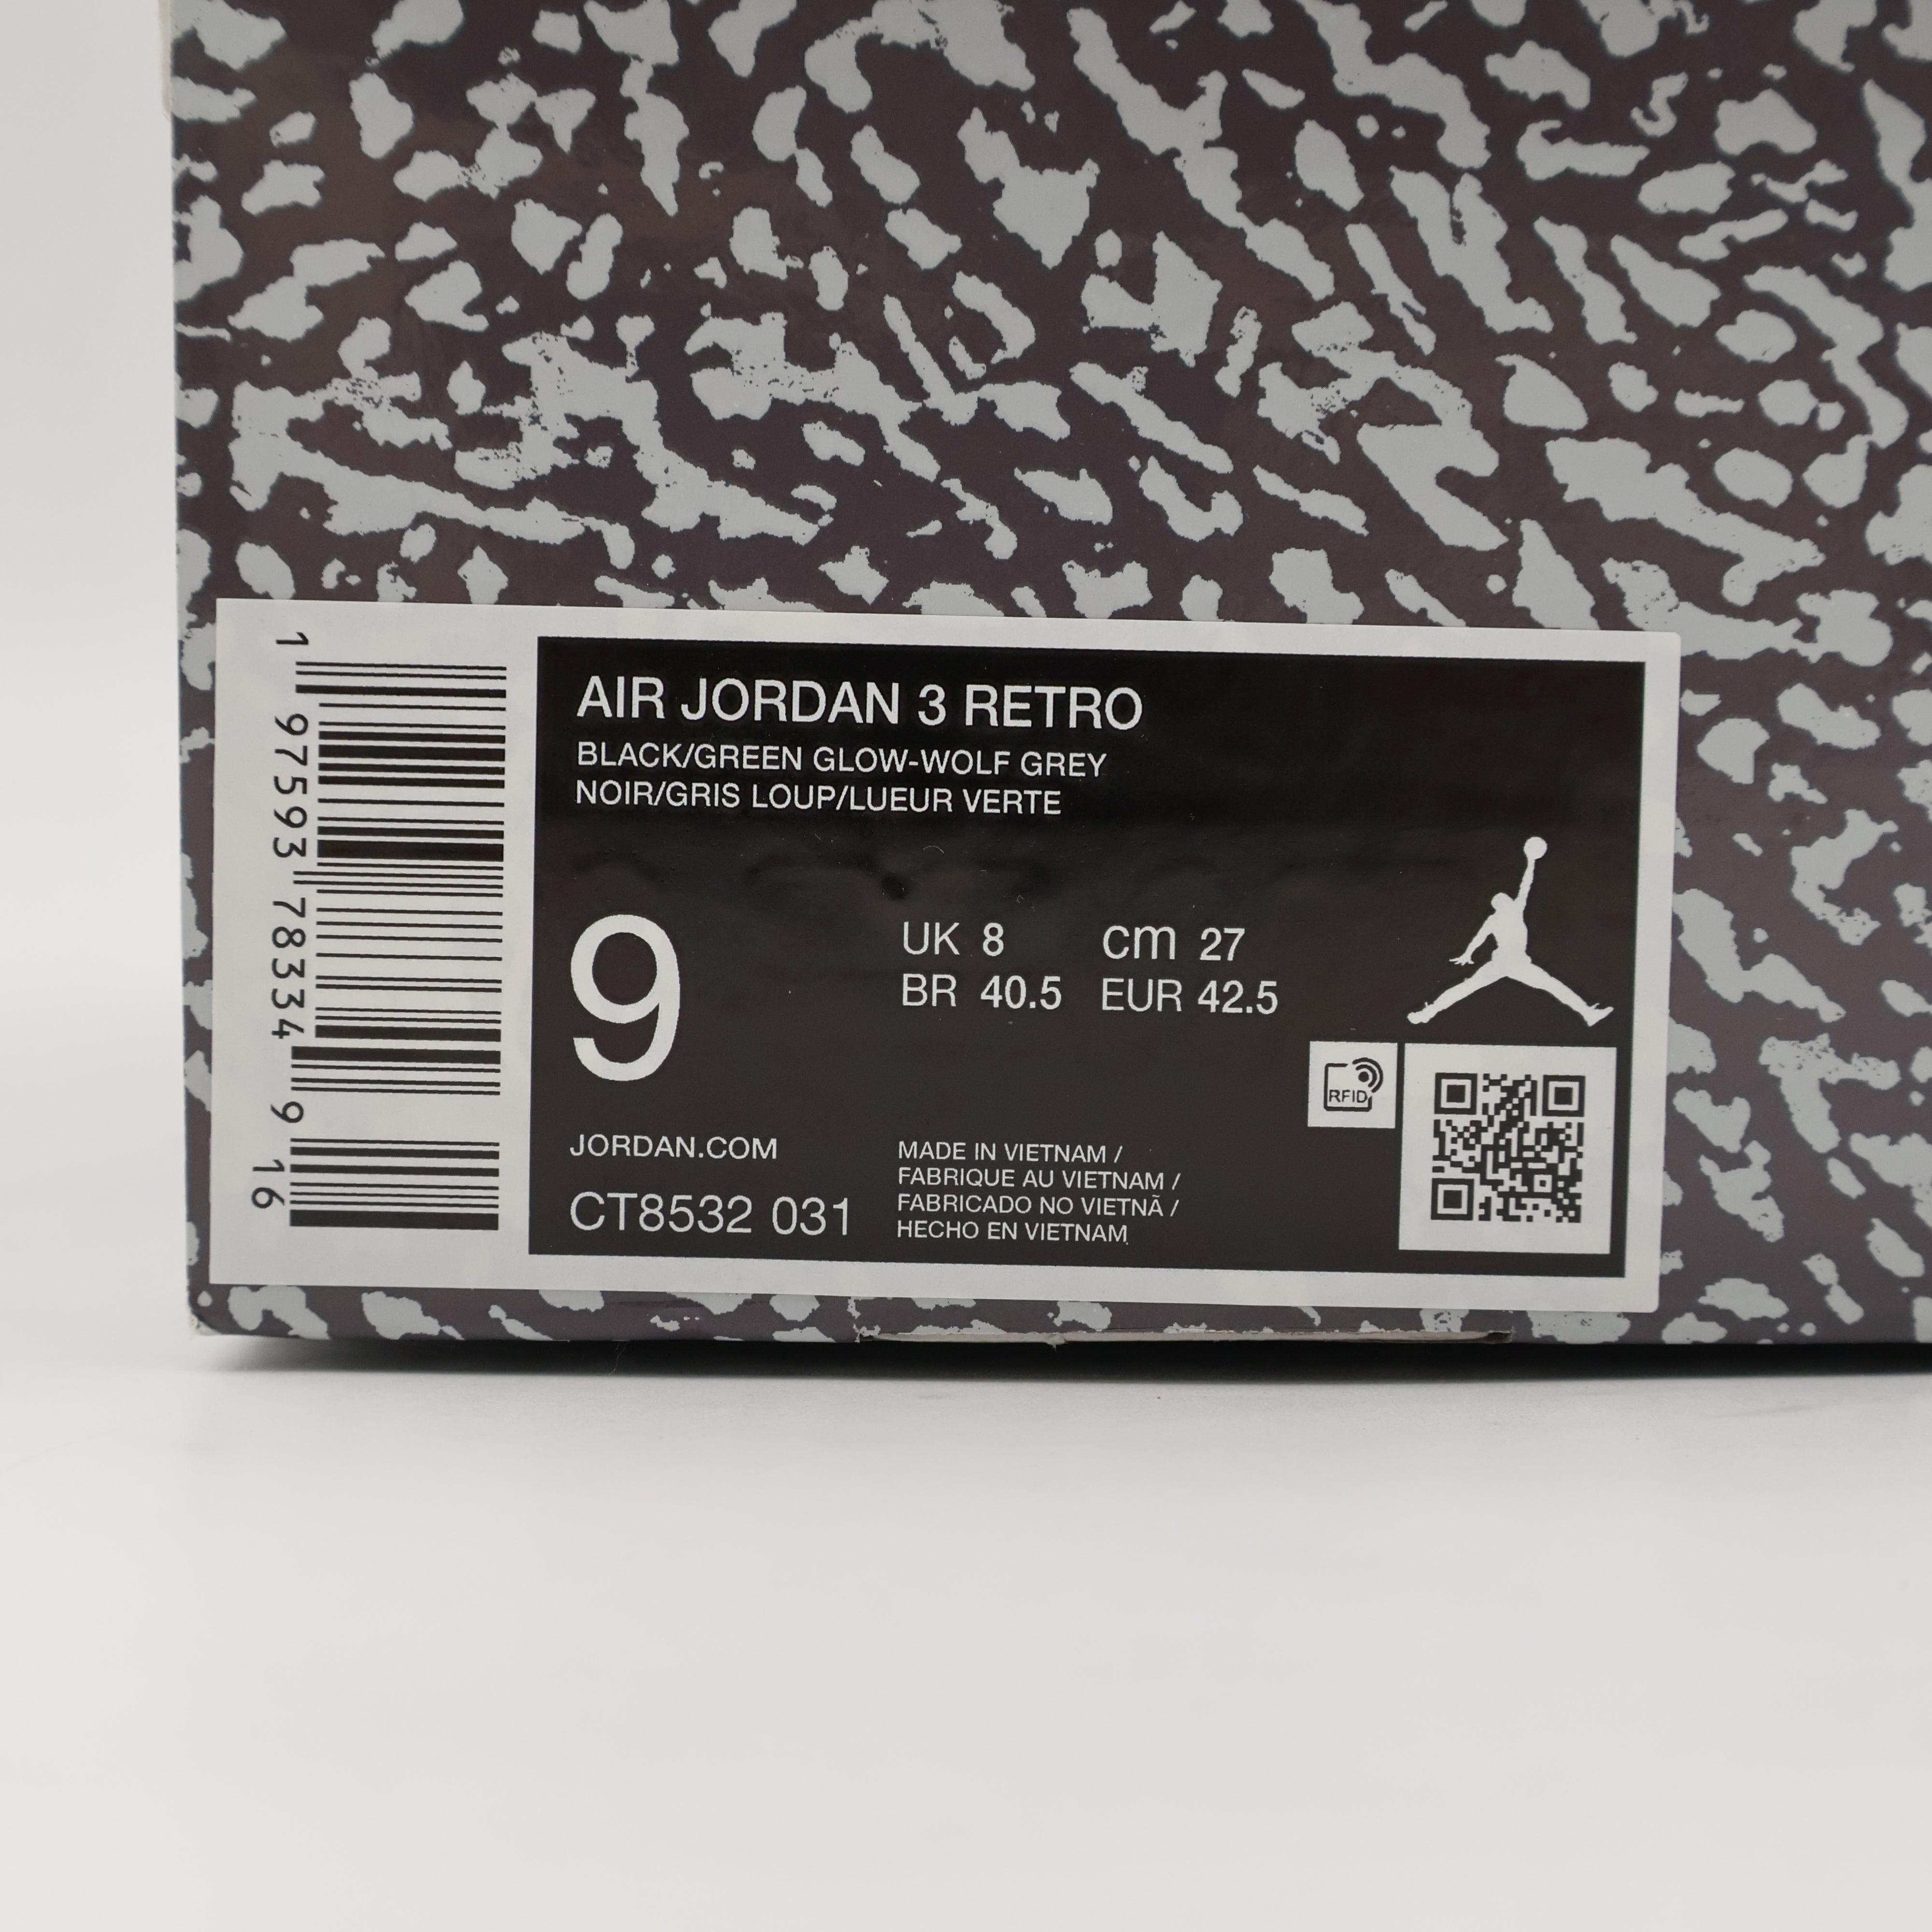 AIR JORDAN 3 RETRO
BLACK/GREEN GLOW-WOLF GREY
NOIR/GRIS LOUP/LUEUR VERTE
9
UK 8 cm 27
BR 40.5 EUR 42.5
RFID
JORDAN.COM
CT8532 031
MADE IN VIETNAM /
FABRIQUE AU VIETNAM /
FABRICADO NO VIETNÃ /
HECHO EN VIETNAM
1 97593 78334 9 16